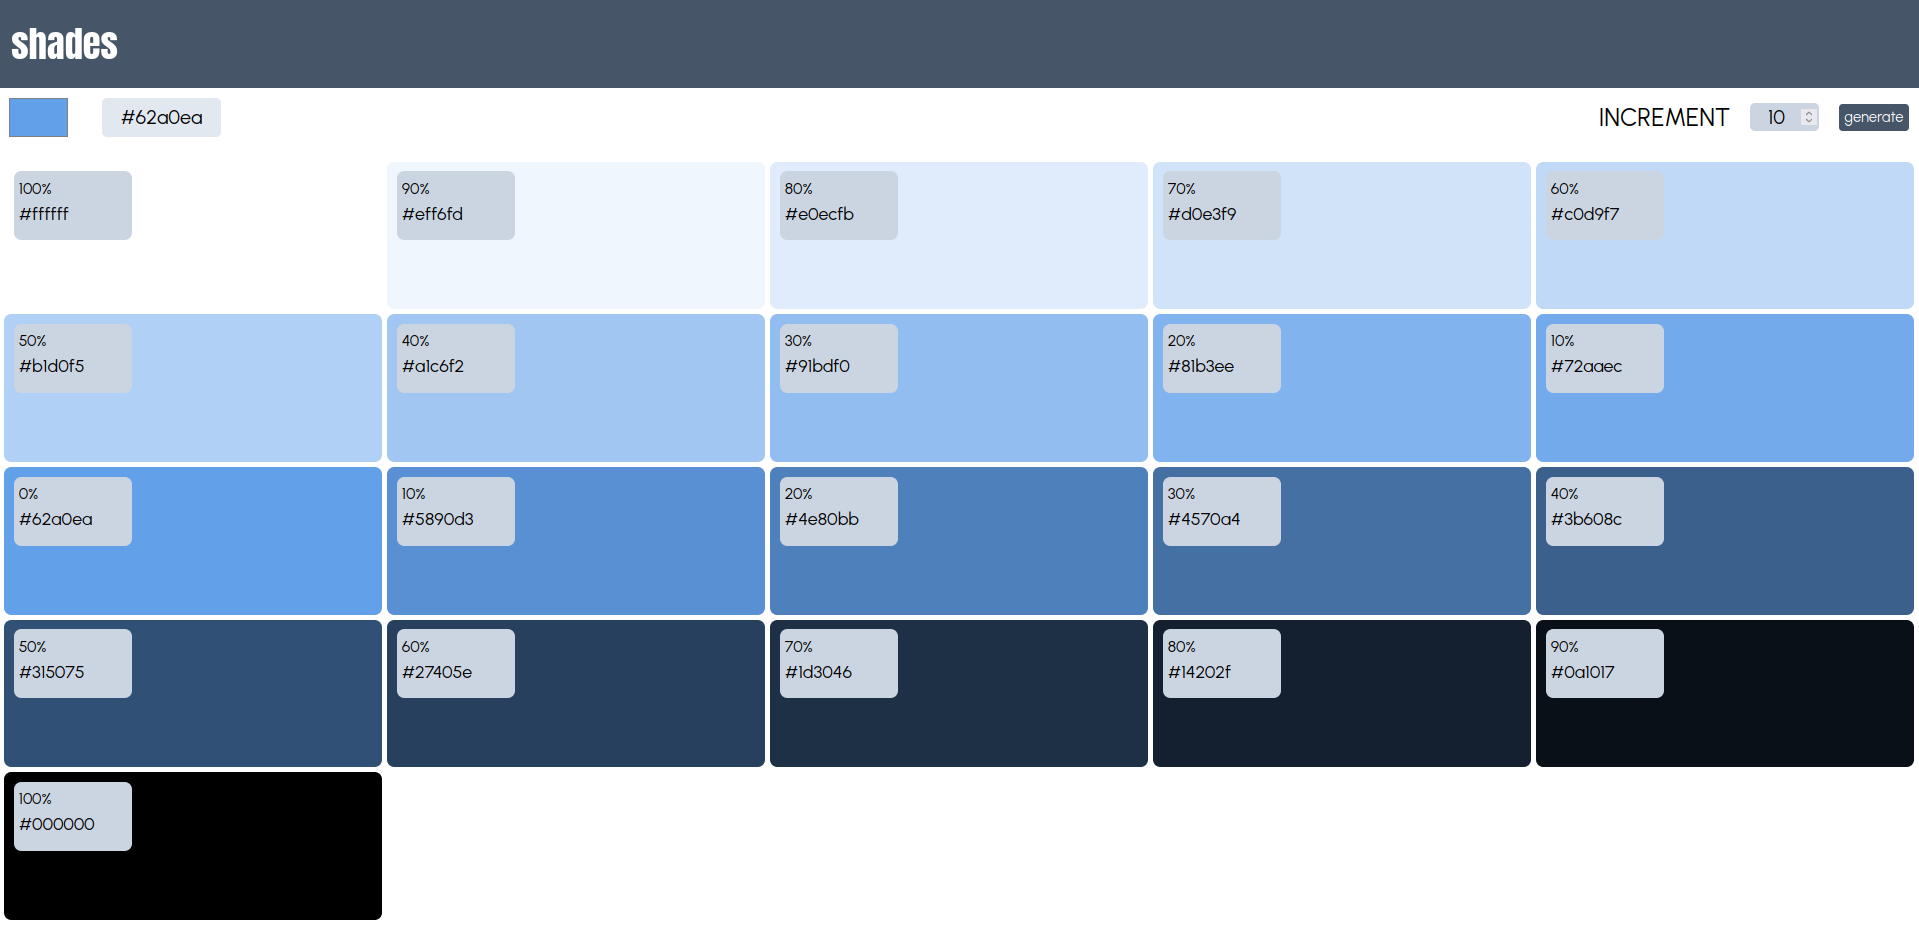 shades
#62a0ea
INCREMENT 10 generate
100%
#ffffff
90%
#eff6fd
80%
#e0ecfb
70%
#d0e3f9
60%
#c0d9f7
50%
#b1d0f5
40%
#a1c6f2
30%
#91bdf0
20%
#81b3ee
10%
#72aaec
0%
#62a0ea
10%
#5890d3
20%
#4e80bb
30%
#4570a4
40%
#3b608c
50%
#315075
60%
#27405e
70%
#1d3046
80%
#14202f
90%
#0a1017
100%
#000000